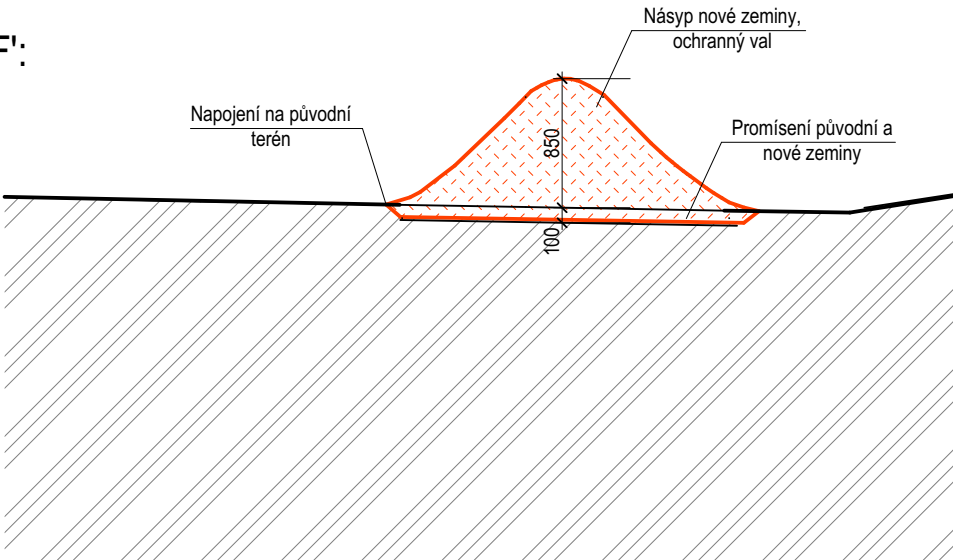 F':
Násyp nové zeminy,
ochranný val
Napojení na původní
terén
850
Promísení původní a
nové zeminy
100